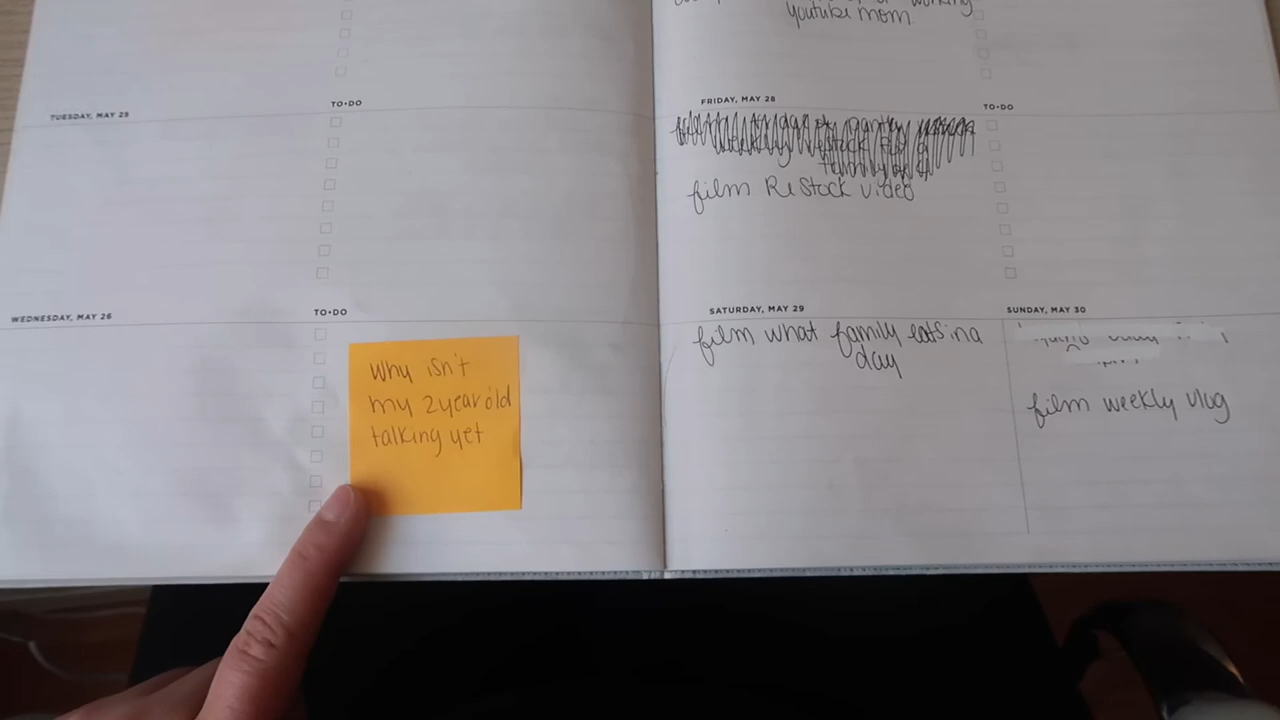 TO•DO
TUESDAY, MAY 25
WEDNESDAY, MAY 26
TO•DO
why isn't
my 2 year old
talking yet
working
youtube mom
FRIDAY, MAY 28
TO•DO
film ReStock video
SATURDAY, MAY 29
film what family eats in a
day
SUNDAY, MAY 30
film weekly vlog